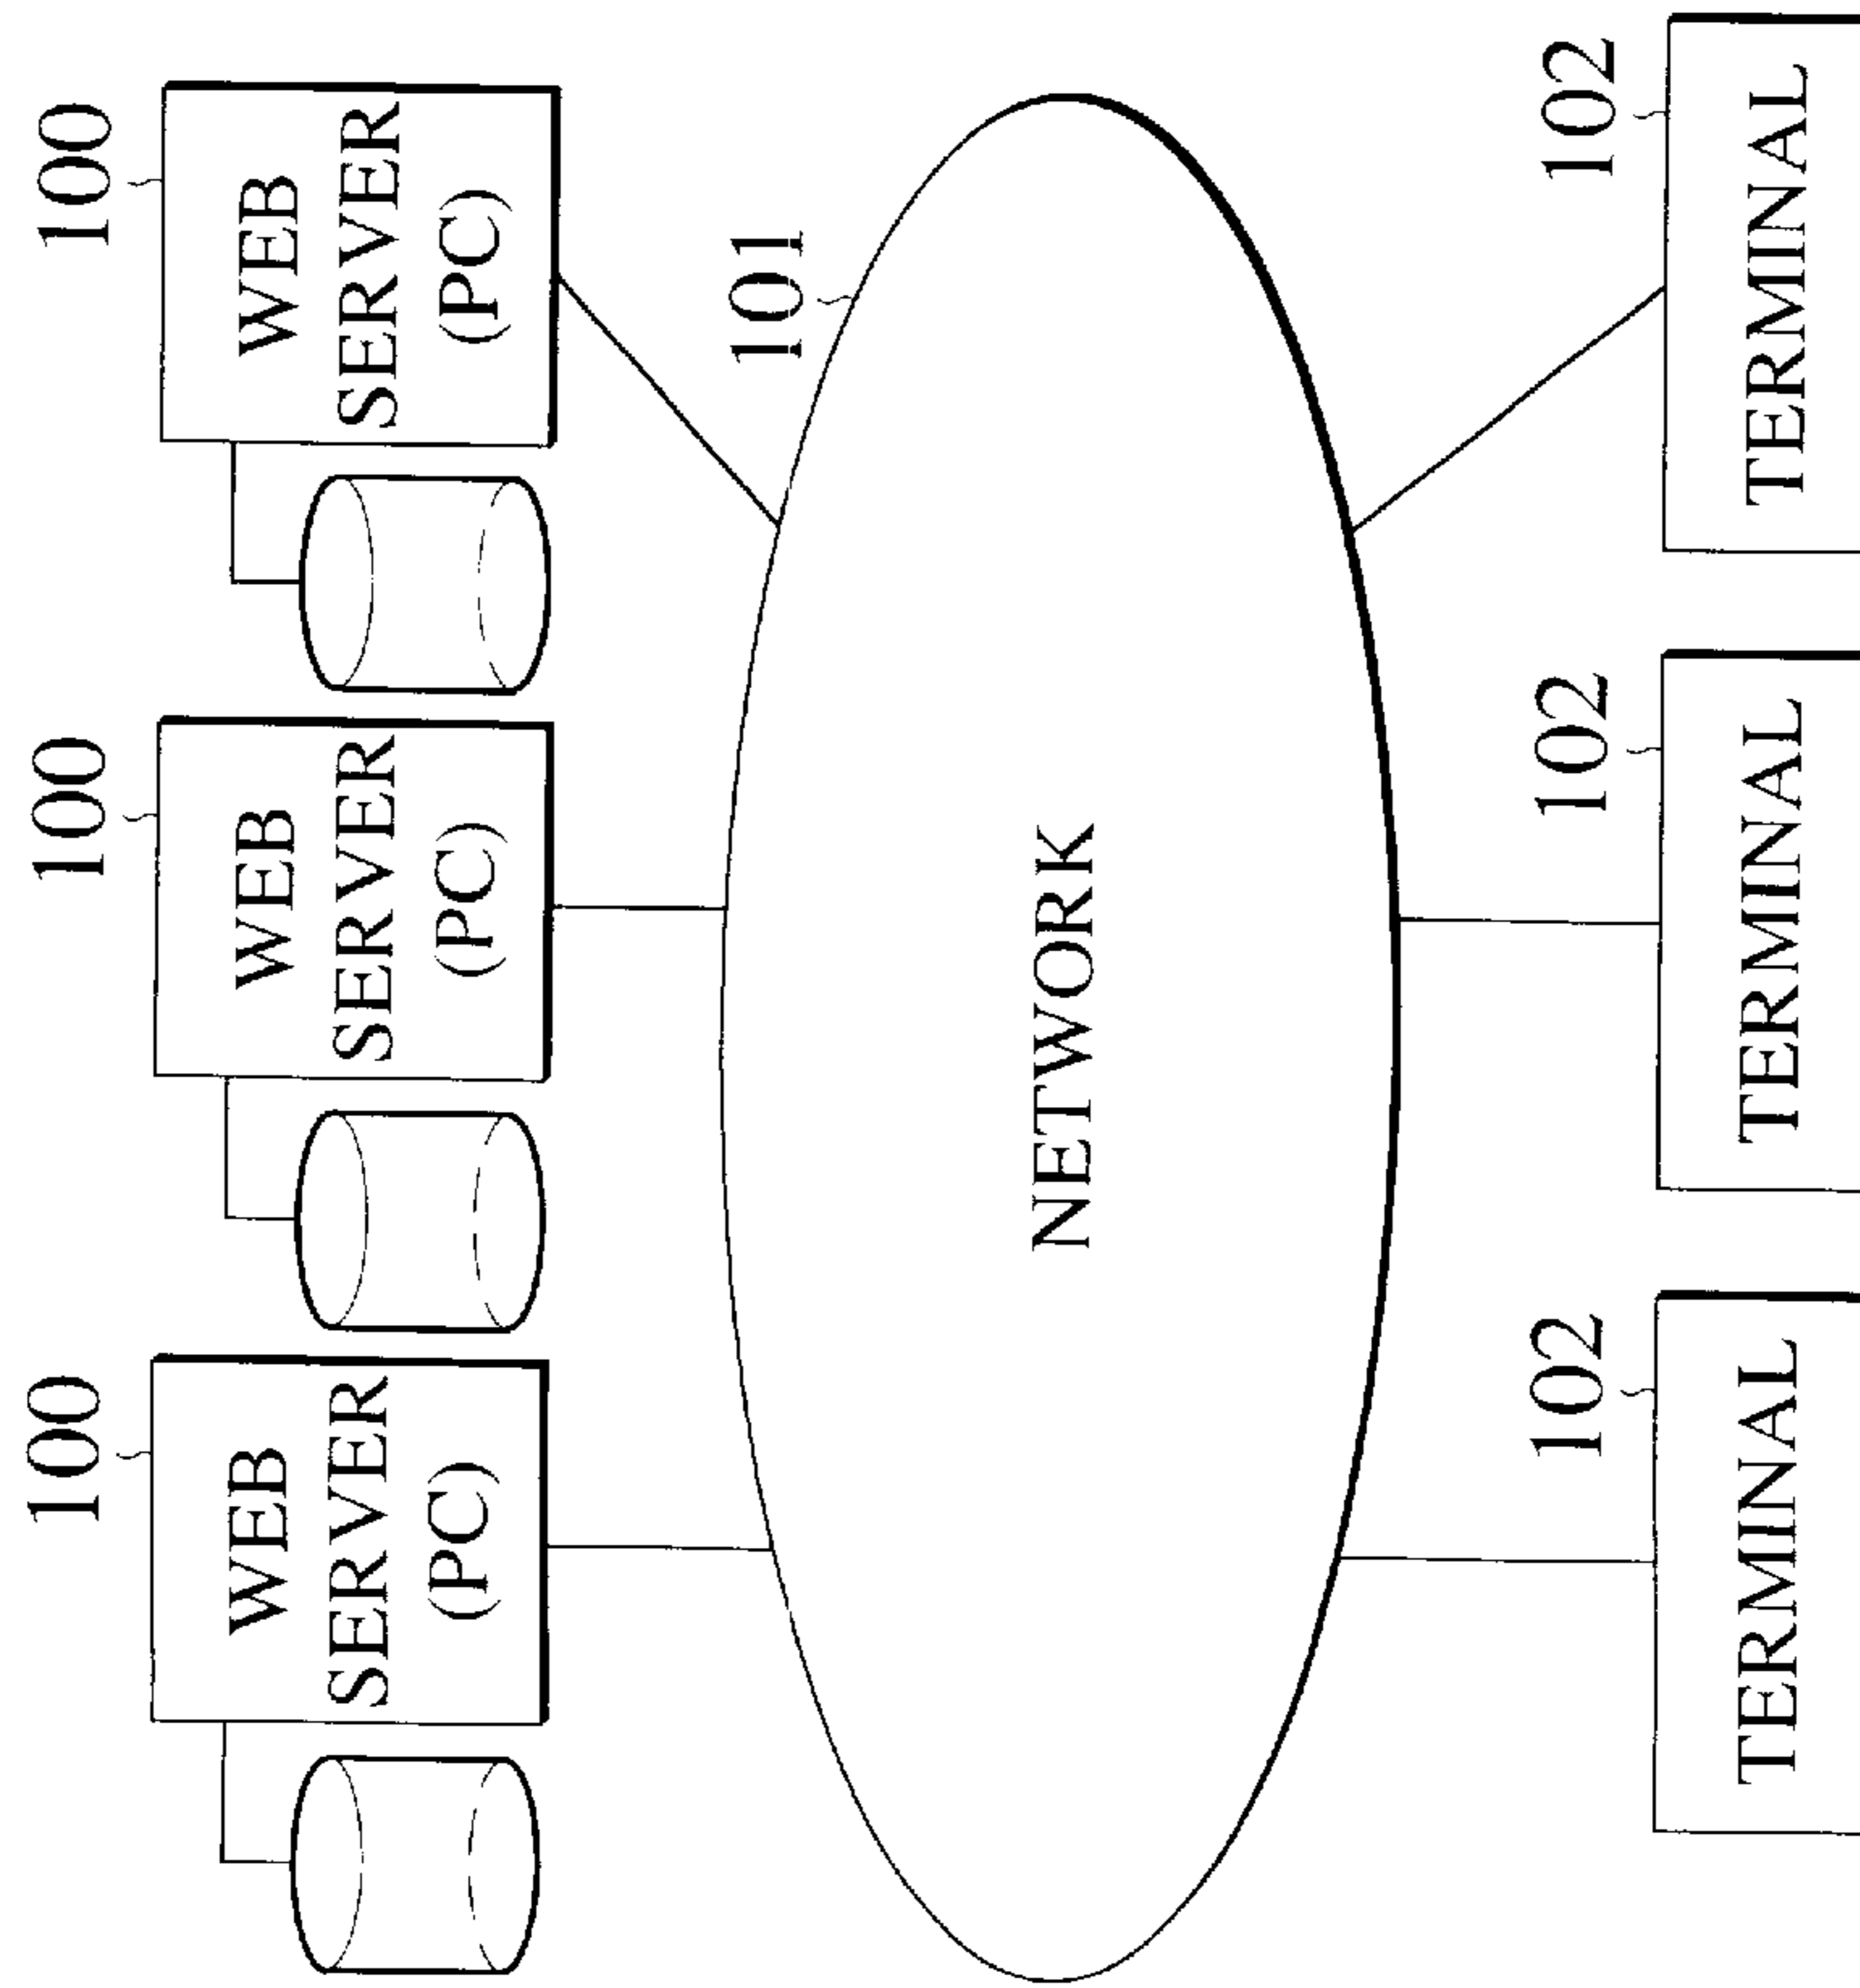 100
WEB
SERVER
(PC)
100
WEB
SERVER
(PC)
100
WEB
SERVER
(PC)
101
NETWORK
102
TERMINAL
102
TERMINAL
102
TERMINAL